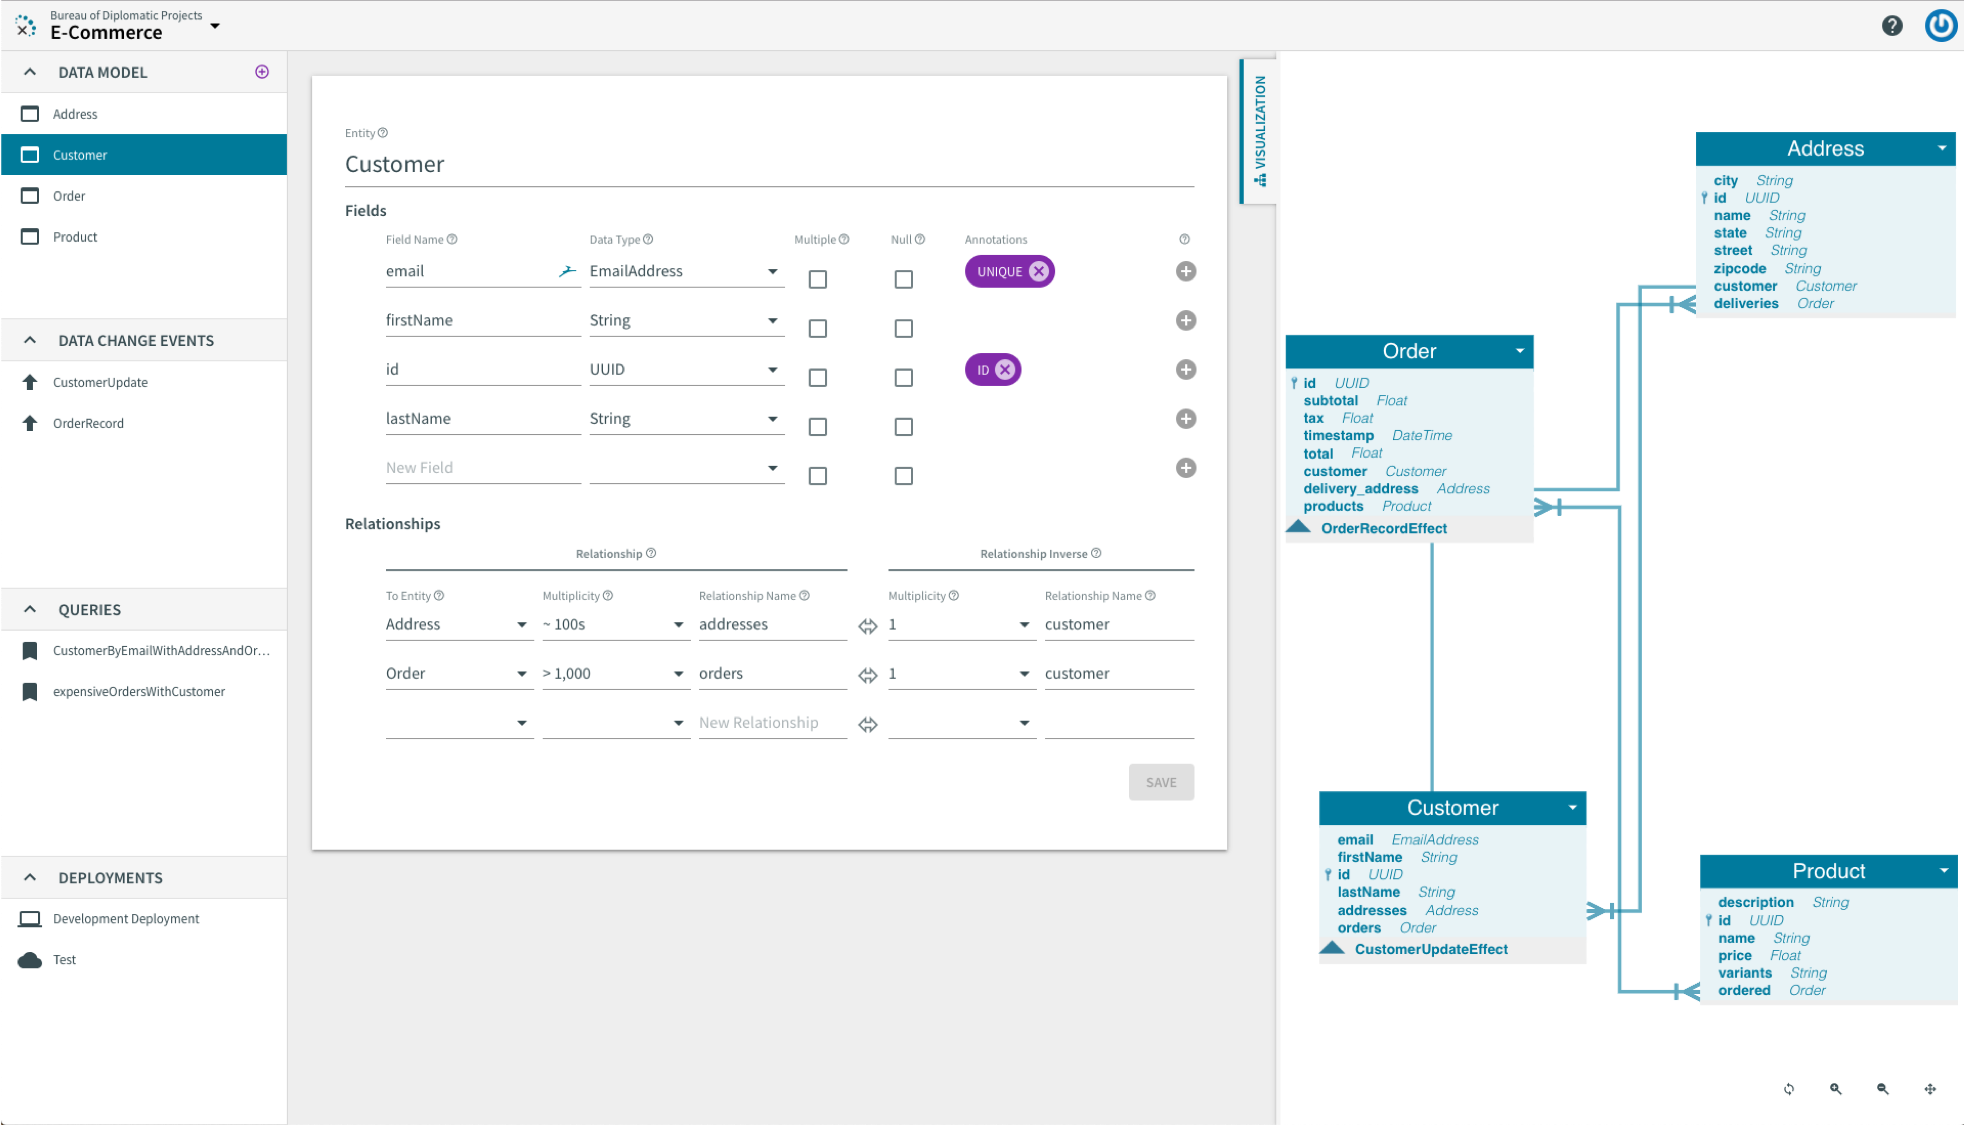 Bureau of Diplomatic Projects
E-Commerce
DATA MODEL
Address
Customer
Order
Product
DATA CHANGE EVENTS
CustomerUpdate
OrderRecord
QUERIES
CustomerByEmailWithAddressAndOr...
expensiveOrdersWithCustomer
DEPLOYMENTS
Development Deployment
Test
Entity
Customer
Fields
Field Name Data Type Multiple Null Annotations
email EmailAddress UNIQUE
firstName String
id UUID ID
lastName String
New Field
Relationships
Relationship Relationship Inverse
To Entity Multiplicity Relationship Name Multiplicity Relationship Name
Address ~ 100s addresses 1 customer
Order > 1,000 orders 1 customer
New Relationship
SAVE
VISUALIZATION
Address
city String
id UUID
name String
state String
street String
zipcode String
customer Customer
deliveries Order
Order
id UUID
subtotal Float
tax Float
timestamp DateTime
total Float
customer Customer
delivery_address Address
products Product
OrderRecordEffect
Customer
email EmailAddress
firstName String
id UUID
lastName String
addresses Address
orders Order
CustomerUpdateEffect
Product
description String
id UUID
name String
price Float
variants String
ordered Order